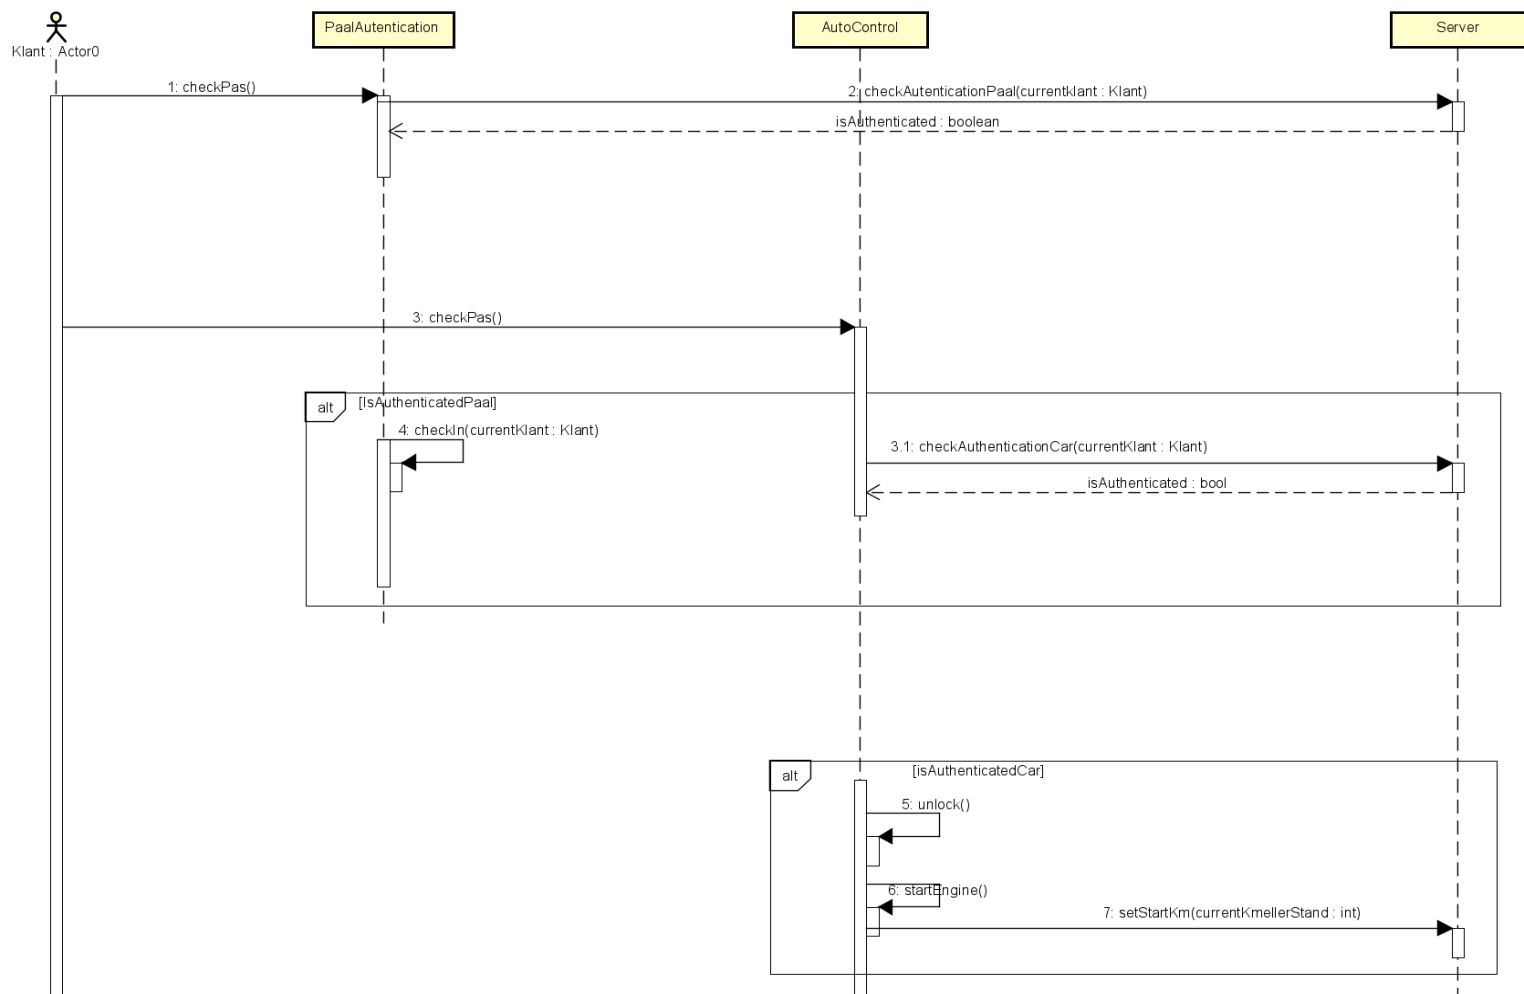 Klant : Actor0
PaalAutentication
AutoControl
Server
1: checkPas()
2: checkAutenticationPaal(currentklant : Klant)
isAuthenticated : boolean
3: checkPas()
alt
[IsAuthenticatedPaal]
4: checkIn(currentKlant : Klant)
3.1: checkAuthenticationCar(currentKlant : Klant)
isAuthenticated : bool
alt
[isAuthenticatedCar]
5: unlock()
6: startEngine()
7: setStartKm(currentKmellerStand : int)